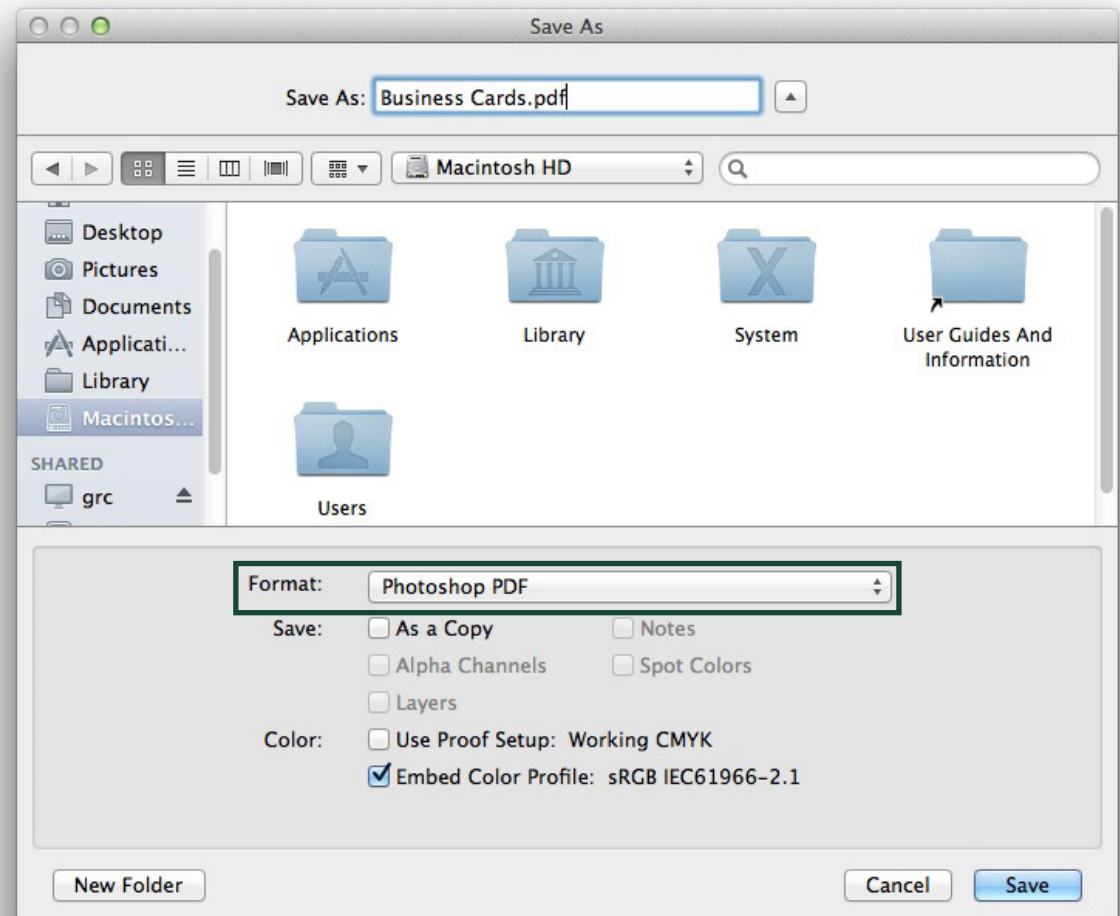 Save As
Save As: Business Cards.pdf
Macintosh HD
Desktop
Pictures
Documents
Applicati...
Library
Macintos...
SHARED
grc
Applications
Library
System
User Guides And
Information
Users
Format: Photoshop PDF
Save: As a Copy Notes
Alpha Channels Spot Colors
Layers
Color: Use Proof Setup: Working CMYK
Embed Color Profile: sRGB IEC61966-2.1
New Folder Cancel Save